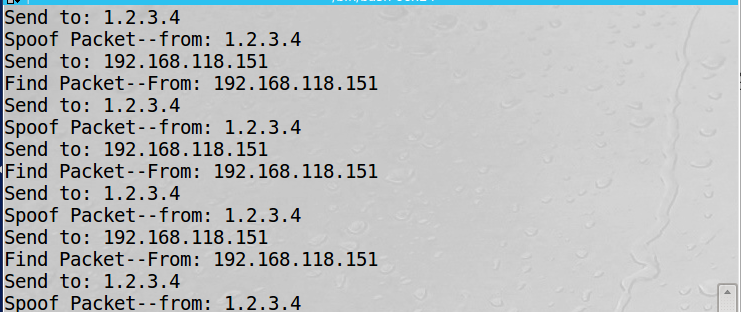 Send to: 1.2.3.4
Spoof Packet--from: 1.2.3.4
Send to: 192.168.118.151
Find Packet--From: 192.168.118.151
Send to: 1.2.3.4
Spoof Packet--from: 1.2.3.4
Send to: 192.168.118.151
Find Packet--From: 192.168.118.151
Send to: 1.2.3.4
Spoof Packet--from: 1.2.3.4
Send to: 192.168.118.151
Find Packet--From: 192.168.118.151
Send to: 1.2.3.4
Spoof Packet--from: 1.2.3.4